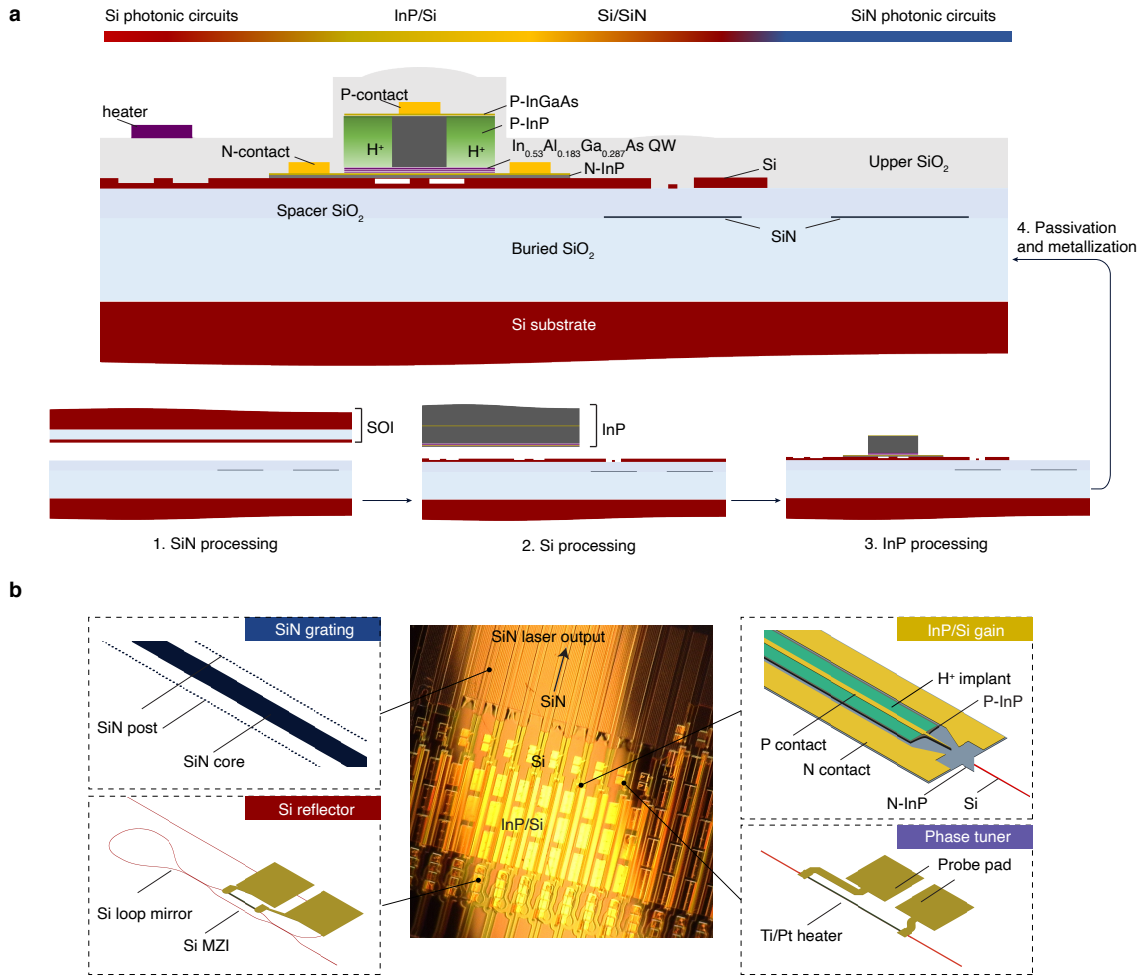 a
Si photonic circuits
InP/Si
Si/SiN
SiN photonic circuits
P-contact
P-InGaAs
heater
P-InP
H⁺
H⁺
N-contact
In₀.₅₃Al₀.₁₈₃Ga₀.₂₈₇As QW
N-InP
Si
Upper SiO₂
Spacer SiO₂
SiN
Buried SiO₂
4. Passivation
and metallization
Si substrate
SOI
InP
1. SiN processing
2. Si processing
3. InP processing
b
SiN grating
SiN post
SiN core
Si reflector
Si loop mirror
Si MZI
SiN laser output
SiN
Si
InP/Si
InP/Si gain
H⁺ implant
P-InP
P contact
N contact
N-InP
Si
Phase tuner
Probe pad
Ti/Pt heater